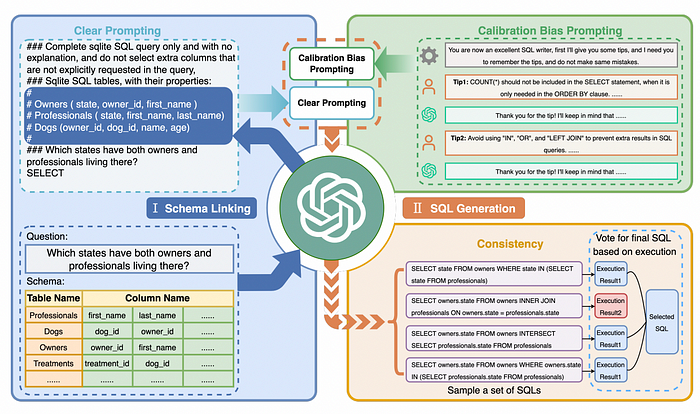 Clear Prompting
### Complete sqlite SQL query only and with no
explanation, and do not select extra columns that
are not explicitly requested in the query,
### Sqlite SQL tables, with their properties:
#
# Owners ( state, owner_id, first_name )
# Professionals ( state, first_name, last_name)
# Dogs (owner_id, dog_id, name, age)
#
### Which states have both owners and
professionals living there?
SELECT
Calibration Bias
Prompting
Clear Prompting
Calibration Bias Prompting
You are now an excellent SQL writer, first I'll give you some tips, and I need you
to remember the tips, and do not make same mistakes.
Tip1: COUNT(*) should not be included in the SELECT statement, when it is
only needed in the ORDER BY clause. ......
Thank you for the tip! I'll keep in mind that ......
Tip2: Avoid using "IN", "OR", and "LEFT JOIN" to prevent extra results in SQL
queries. ......
Thank you for the tip! I'll keep in mind that ......
I Schema Linking
II SQL Generation
Question:
Which states have both owners and
professionals living there?
Schema:
Table Name Column Name
Professionals first_name last_name ......
Dogs dog_id owner_id ......
Owners owner_id first_name ......
Treatments treatment_id dog_id ......
...... ...... ...... ......
Consistency
Vote for final SQL
based on execution
SELECT state FROM owners WHERE state IN (SELECT
state FROM professionals)
Execution
Result1
SELECT owners.state FROM owners INNER JOIN
professionals ON owners.state = professionals.state
Execution
Result2
SELECT owners.state FROM owners INTERSECT
SELECT professionals.state FROM professionals
Execution
Result1
SELECT owners.state FROM owners WHERE owners.state
IN (SELECT professionals.state FROM professionals)
Execution
Result1
Selected
SQL
Sample a set of SQLs